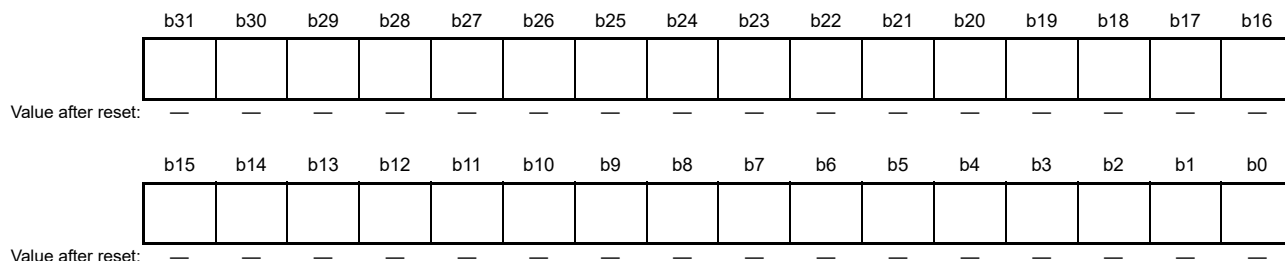 b31 b30 b29 b28 b27 b26 b25 b24 b23 b22 b21 b20 b19 b18 b17 b16
Value after reset: — — — — — — — — — — — — — — — —
b15 b14 b13 b12 b11 b10 b9 b8 b7 b6 b5 b4 b3 b2 b1 b0
Value after reset: — — — — — — — — — — — — — — — —